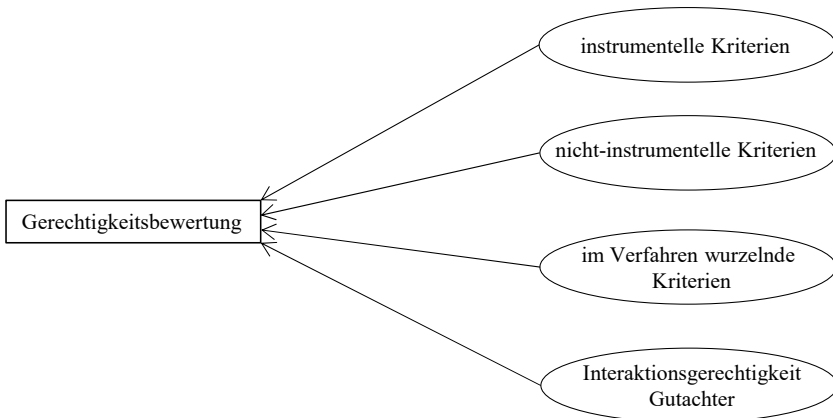 instrumentelle Kriterien
nicht-instrumentelle Kriterien
Gerechtigkeitsbewertung
im Verfahren wurzelnde
Kriterien
Interaktionsgerechtigkeit
Gutachter